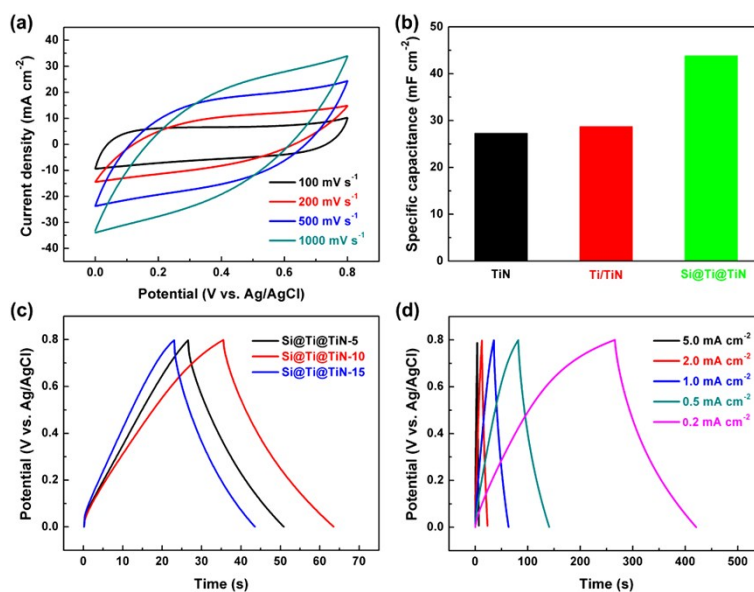 (a)
Current density (mA cm⁻²)
40
30
20
10
0
-10
-20
-30
-40
100 mV s⁻¹
200 mV s⁻¹
500 mV s⁻¹
1000 mV s⁻¹
0.0 0.2 0.4 0.6 0.8
Potential (V vs. Ag/AgCl)
(b)
Specific capacitance (mF cm⁻²)
50
40
30
20
10
0
TiN Ti/TiN Si@Ti@TiN
(c)
Potential (V vs. Ag/AgCl)
0.8
0.6
0.4
0.2
0.0
Si@Ti@TiN-5
Si@Ti@TiN-10
Si@Ti@TiN-15
0 10 20 30 40 50 60 70
Time (s)
(d)
Potential (V vs. Ag/AgCl)
0.8
0.6
0.4
0.2
0.0
5.0 mA cm⁻²
2.0 mA cm⁻²
1.0 mA cm⁻²
0.5 mA cm⁻²
0.2 mA cm⁻²
0 100 200 300 400 500
Time (s)